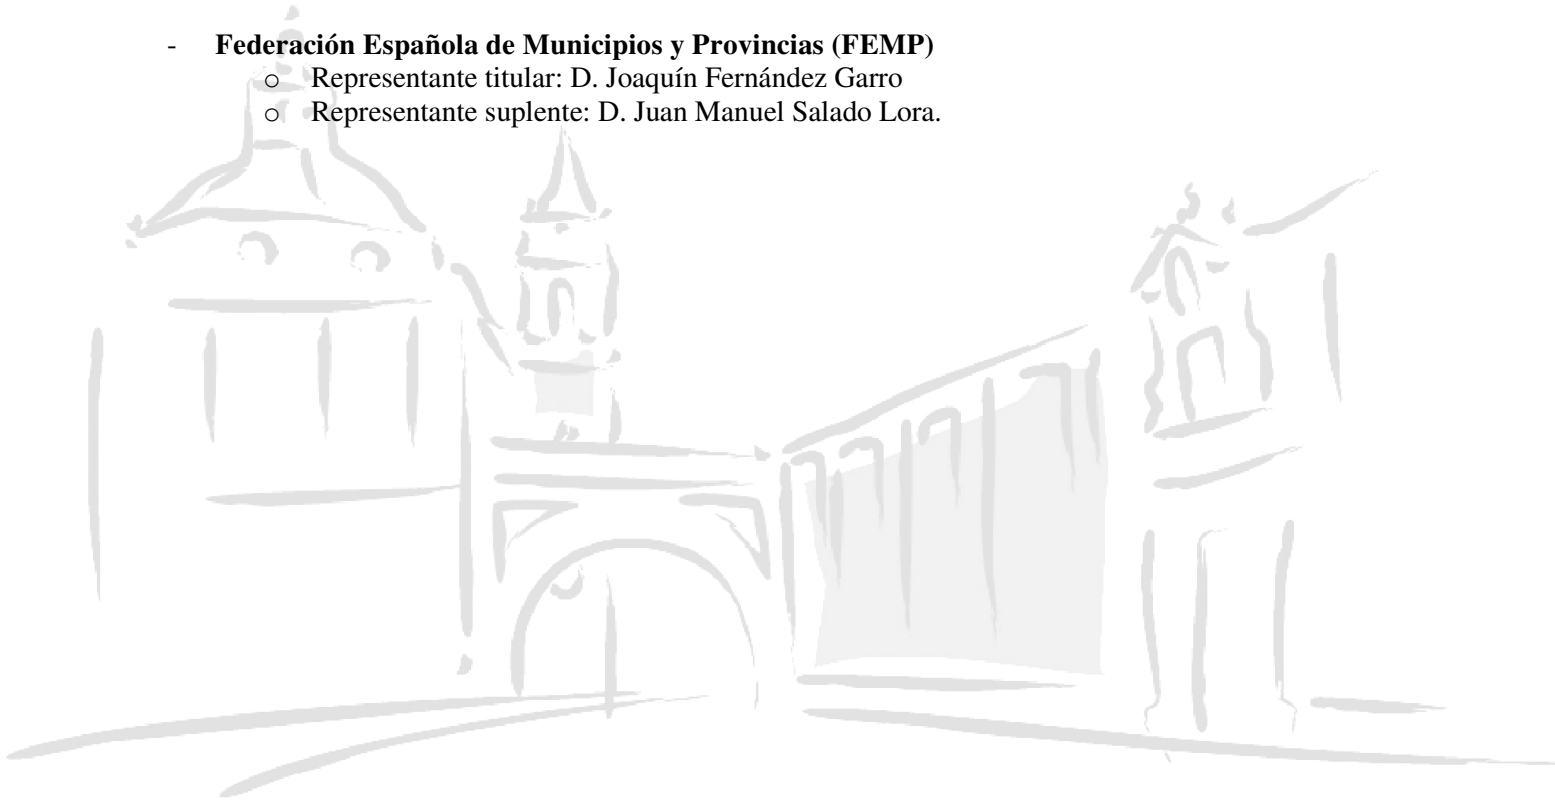 - Federación Española de Municipios y Provincias (FEMP)
o Representante titular: D. Joaquín Fernández Garro
o Representante suplente: D. Juan Manuel Salado Lora.